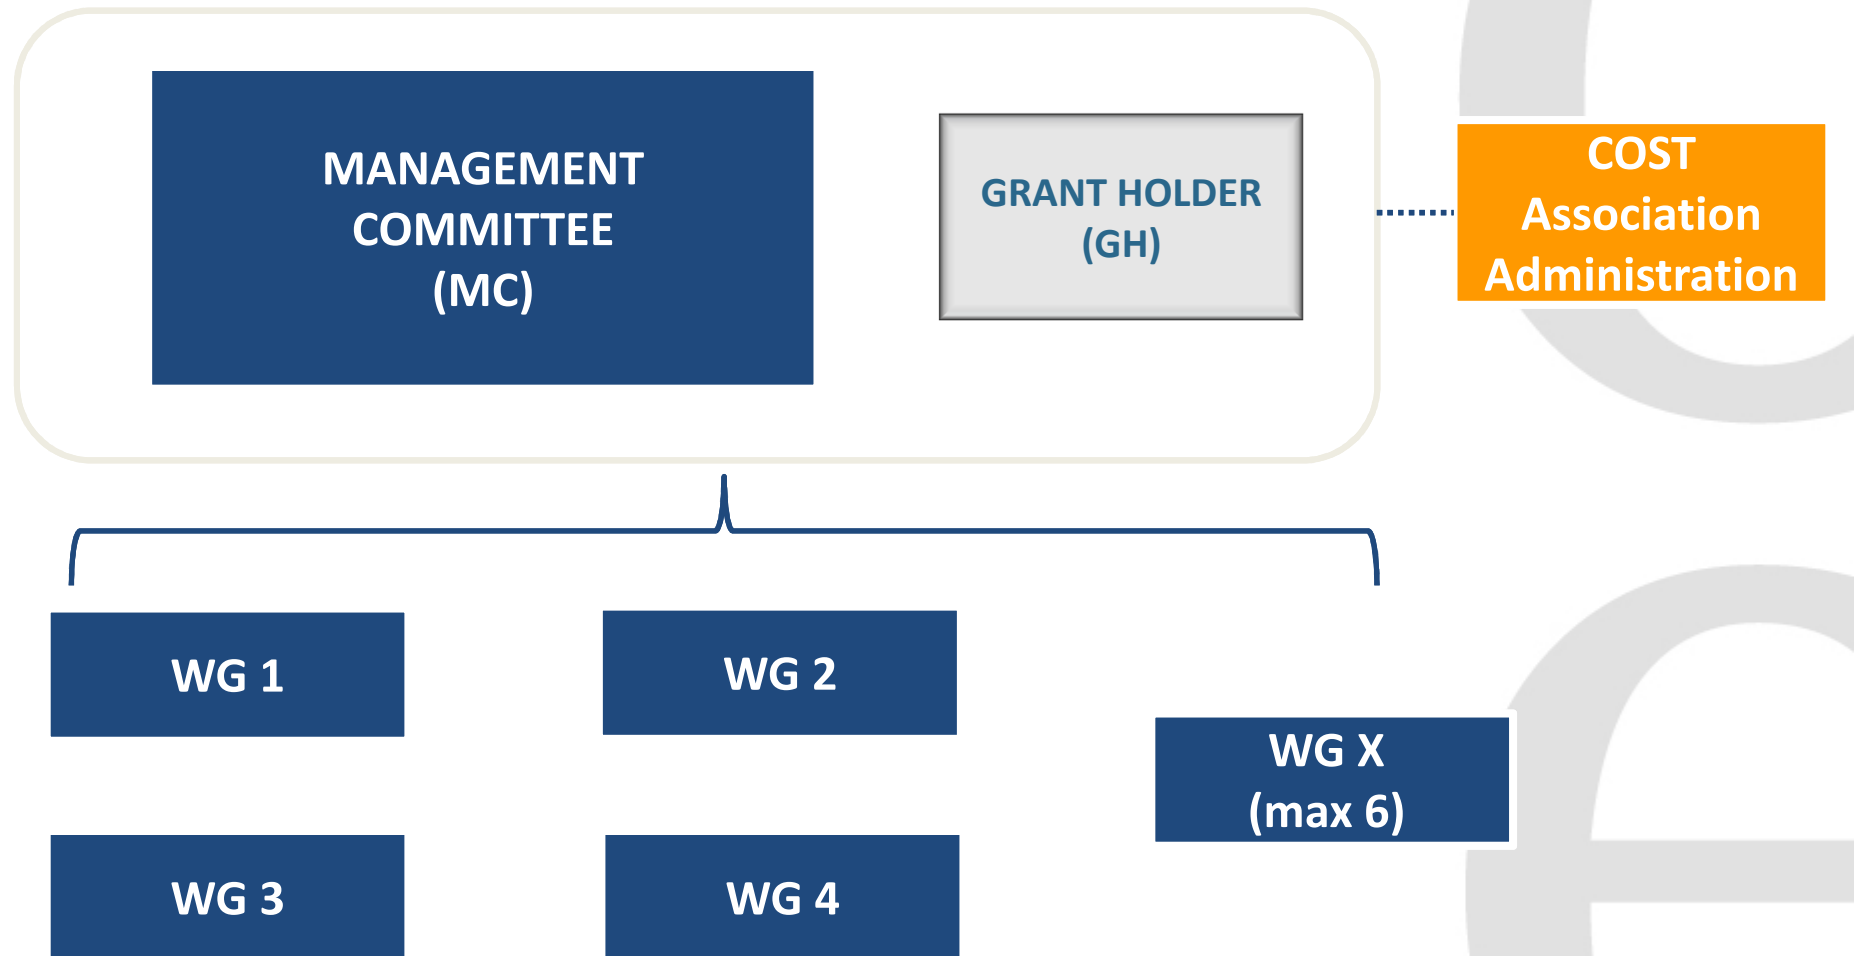 MANAGEMENT
COMMITTEE
(MC)
GRANT HOLDER
(GH)
COST
Association
Administration
WG 1
WG 2
WG X
(max 6)
WG 3
WG 4